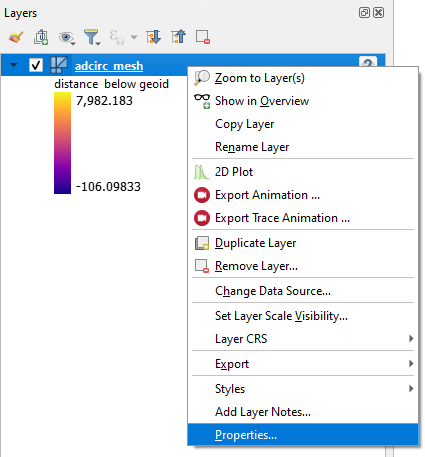 Layers
adcirc_mesh
?
distance below geoid
7,982.183
-106.09833
Zoom to Layer(s)
Show in Overview
Copy Layer
Rename Layer
2D Plot
Export Animation ...
Export Trace Animation ...
Duplicate Layer
Remove Layer...
Change Data Source...
Set Layer Scale Visibility...
Layer CRS
Export
Styles
Add Layer Notes...
Properties...